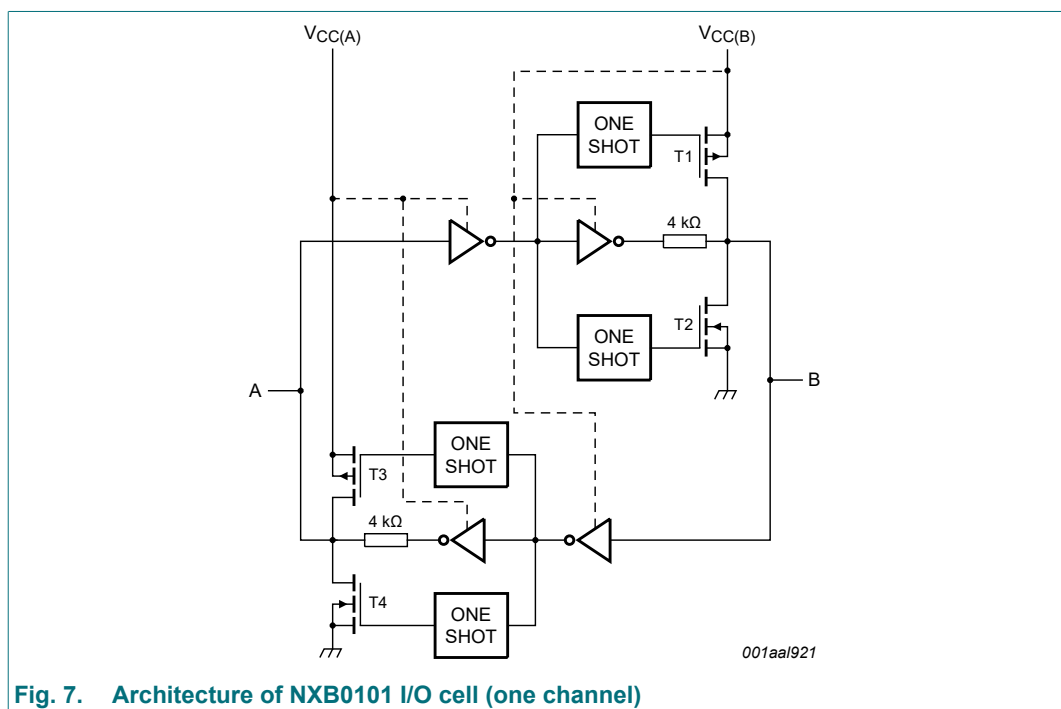 VCC(A)
VCC(B)
ONE
SHOT
T1
4 kΩ
ONE
SHOT
T2
A
B
ONE
SHOT
T3
4 kΩ
ONE
SHOT
T4
001aal921
Fig. 7. Architecture of NXB0101 I/O cell (one channel)